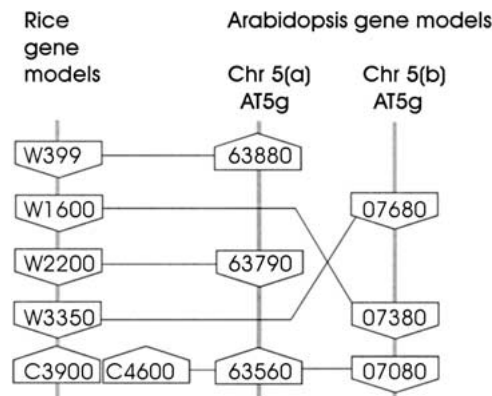 Rice
gene
models
Arabidopsis gene models
Chr 5(a)
AT5g
Chr 5(b)
AT5g
W399
63880
W1600
07680
W2200
63790
W3350
07380
C3900
C4600
63560
07080